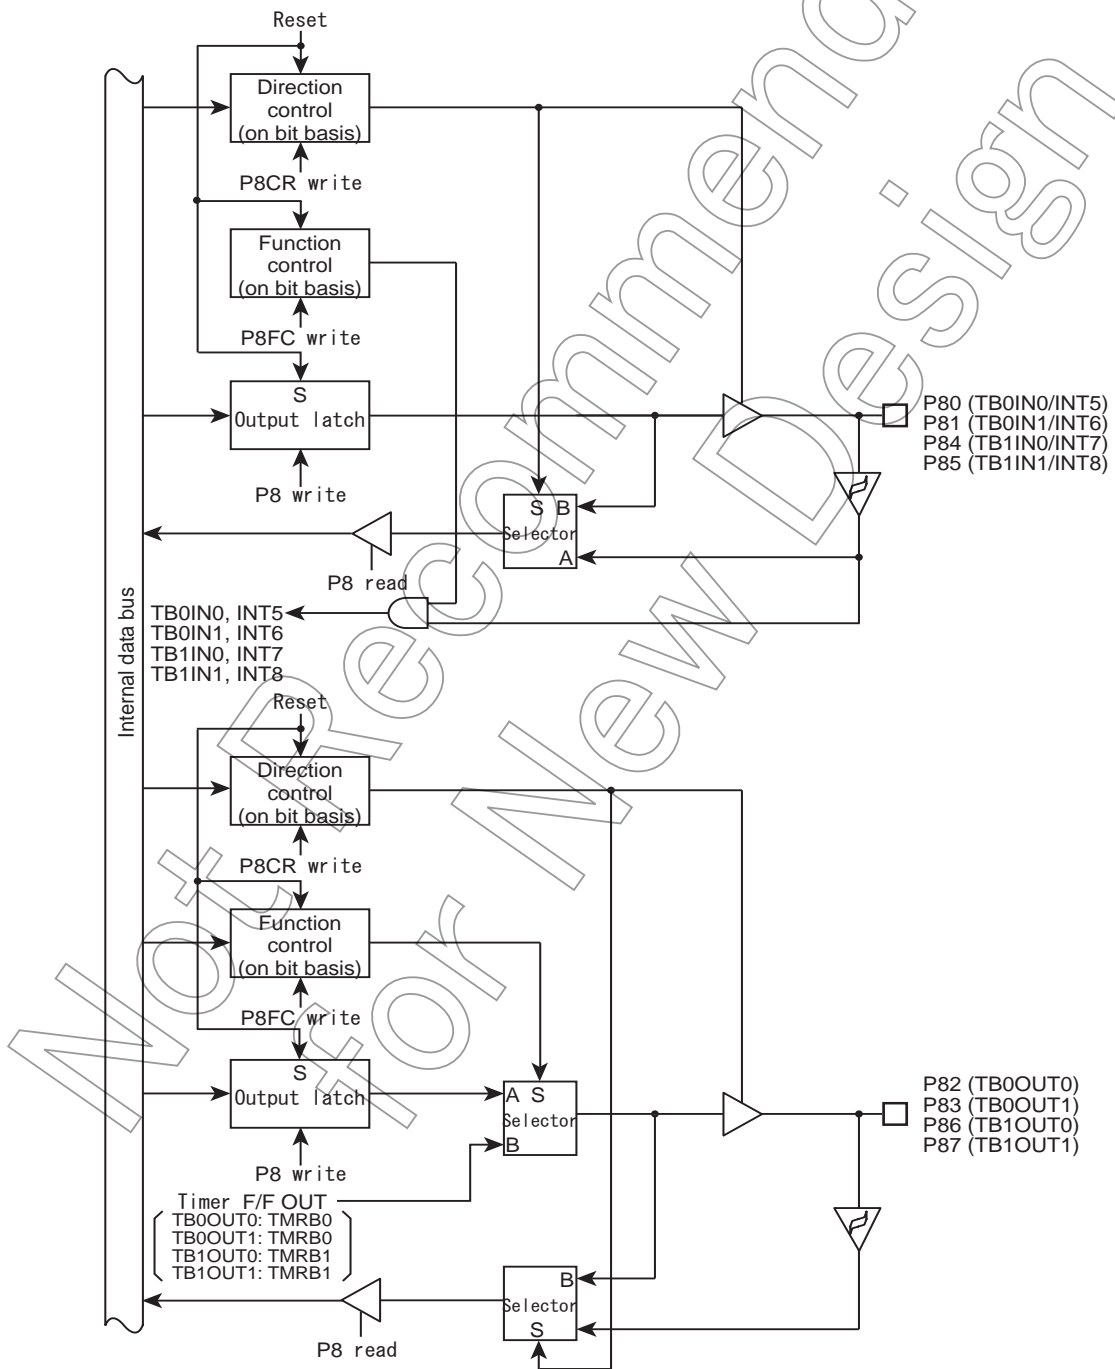 Reset
Direction
control
(on bit basis)
P8CR write
Function
control
(on bit basis)
P8FC write
S
Output latch
P8 write
P80 (TB0IN0/INT5)
P81 (TB0IN1/INT6)
P84 (TB1IN0/INT7)
P85 (TB1IN1/INT8)
S B
Selector
A
P8 read
TB0IN0, INT5
TB0IN1, INT6
TB1IN0, INT7
TB1IN1, INT8
Internal data bus
Reset
Direction
control
(on bit basis)
P8CR write
Function
control
(on bit basis)
P8FC write
S
Output latch
P8 write
A S
Selector
B
P82 (TB0OUT0)
P83 (TB0OUT1)
P86 (TB1OUT0)
P87 (TB1OUT1)
Timer F/F OUT
TB0OUT0: TMRB0
TB0OUT1: TMRB0
TB1OUT0: TMRB1
TB1OUT1: TMRB1
B
Selector
S
P8 read
Not Recommend
for New Design